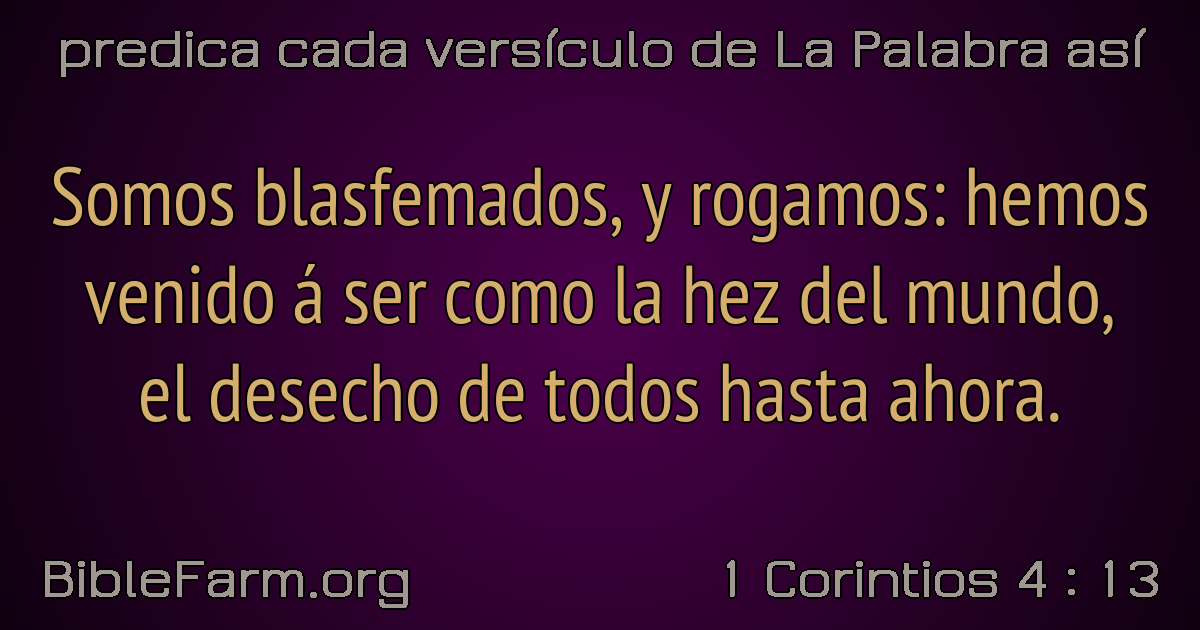 predica cada versículo de La Palabra así
Somos blasfemados, y rogamos: hemos
venido á ser como la hez del mundo,
el desecho de todos hasta ahora.
BibleFarm.org
1 Corintios 4 : 13